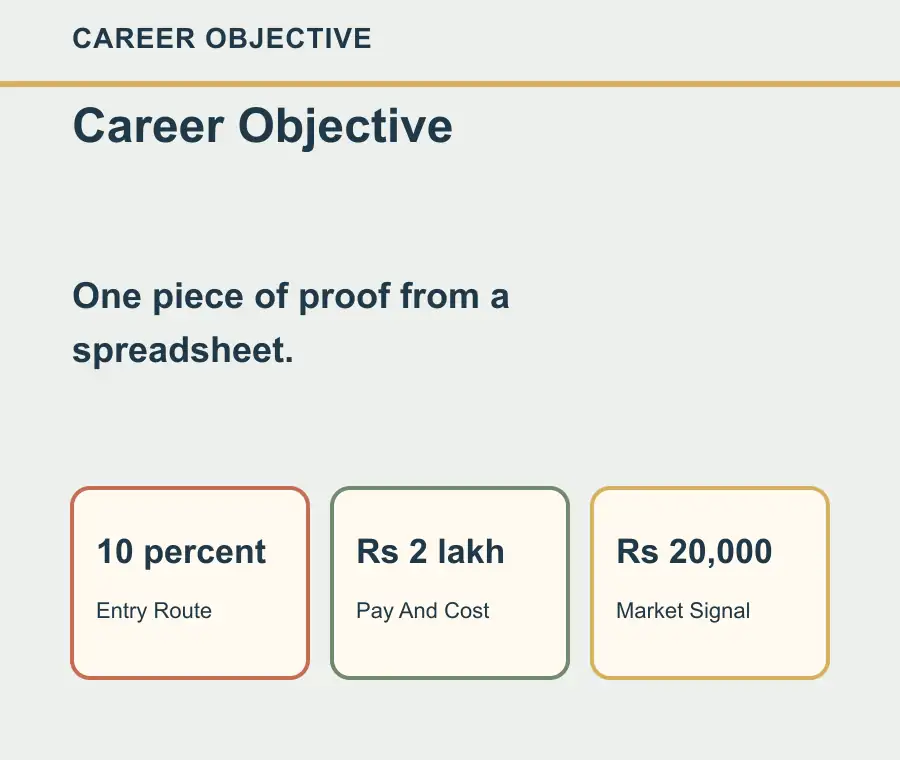 CAREER OBJECTIVE
Career Objective
One piece of proof from a
spreadsheet.
10 percent
Entry Route
Rs 2 lakh
Pay And Cost
Rs 20,000
Market Signal